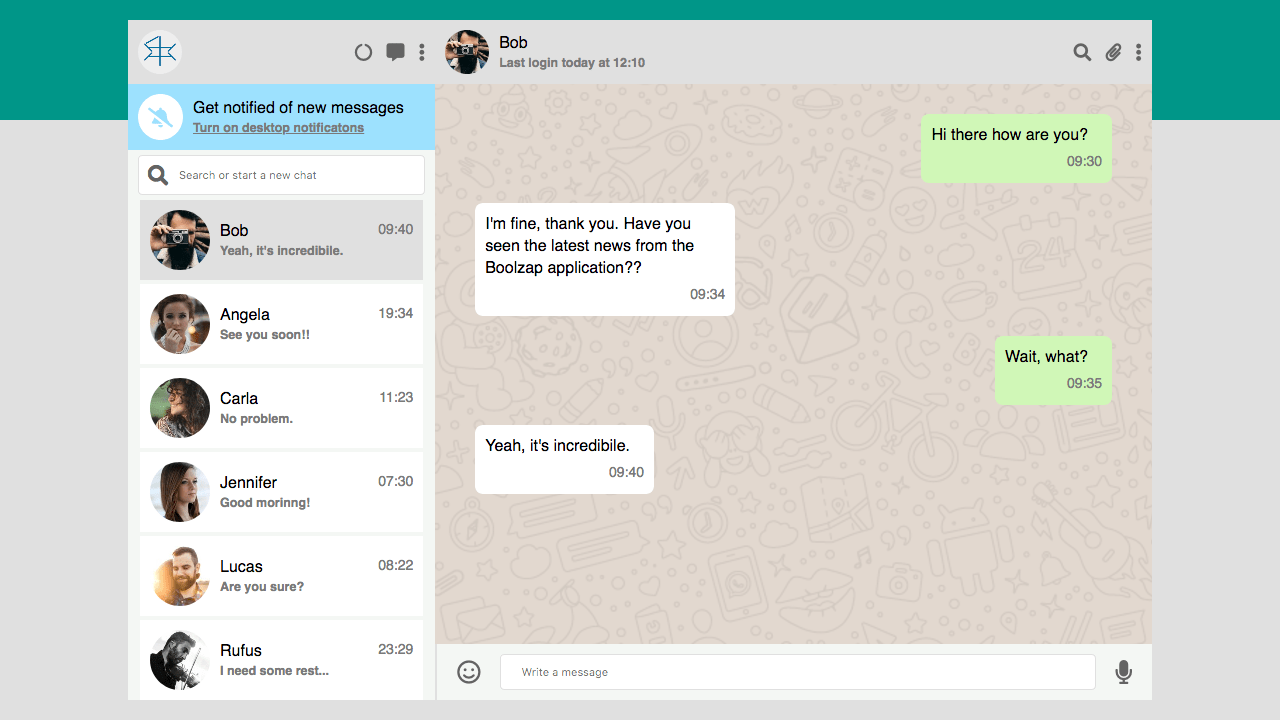 Bob
Last login today at 12:10
Get notified of new messages
Turn on desktop notificatons
Search or start a new chat
Bob
09:40
Yeah, it's incredibile.
Angela
19:34
See you soon!!
Carla
11:23
No problem.
Jennifer
07:30
Good morinng!
Lucas
08:22
Are you sure?
Rufus
23:29
I need some rest...
Hi there how are you?
09:30
I'm fine, thank you. Have you
seen the latest news from the
Boolzap application??
09:34
Wait, what?
09:35
Yeah, it's incredibile.
09:40
Write a message